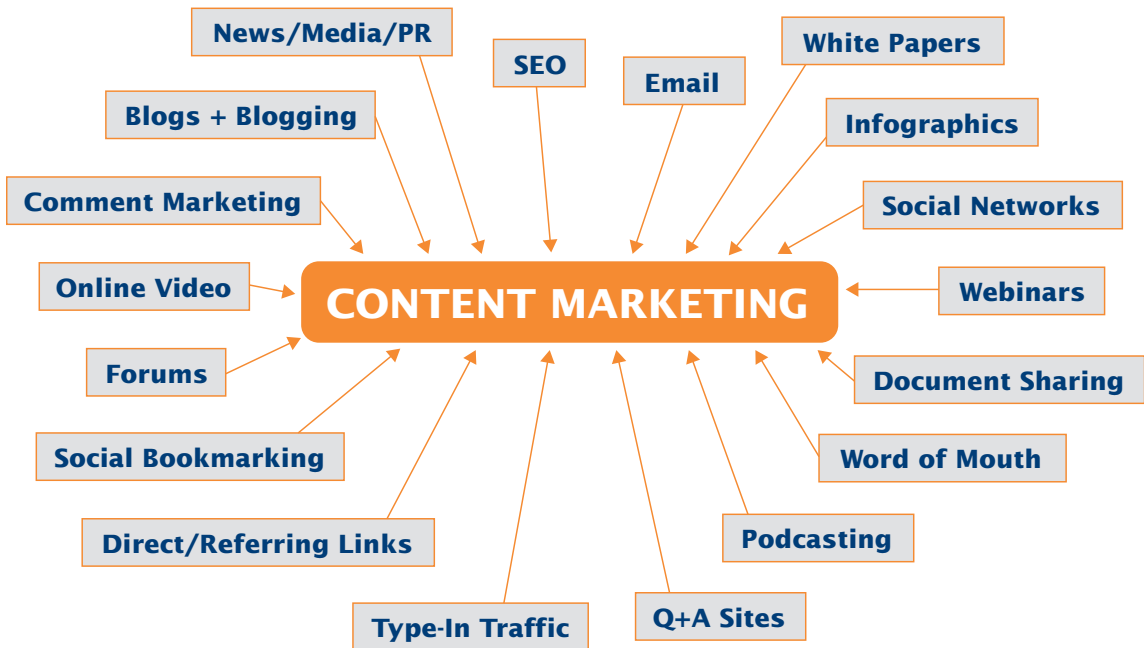 News/Media/PR
White Papers
SEO
Email
Blogs + Blogging
Infographics
Comment Marketing
Social Networks
Online Video
CONTENT MARKETING
Webinars
Forums
Document Sharing
Social Bookmarking
Word of Mouth
Direct/Referring Links
Podcasting
Type-In Traffic
Q+A Sites